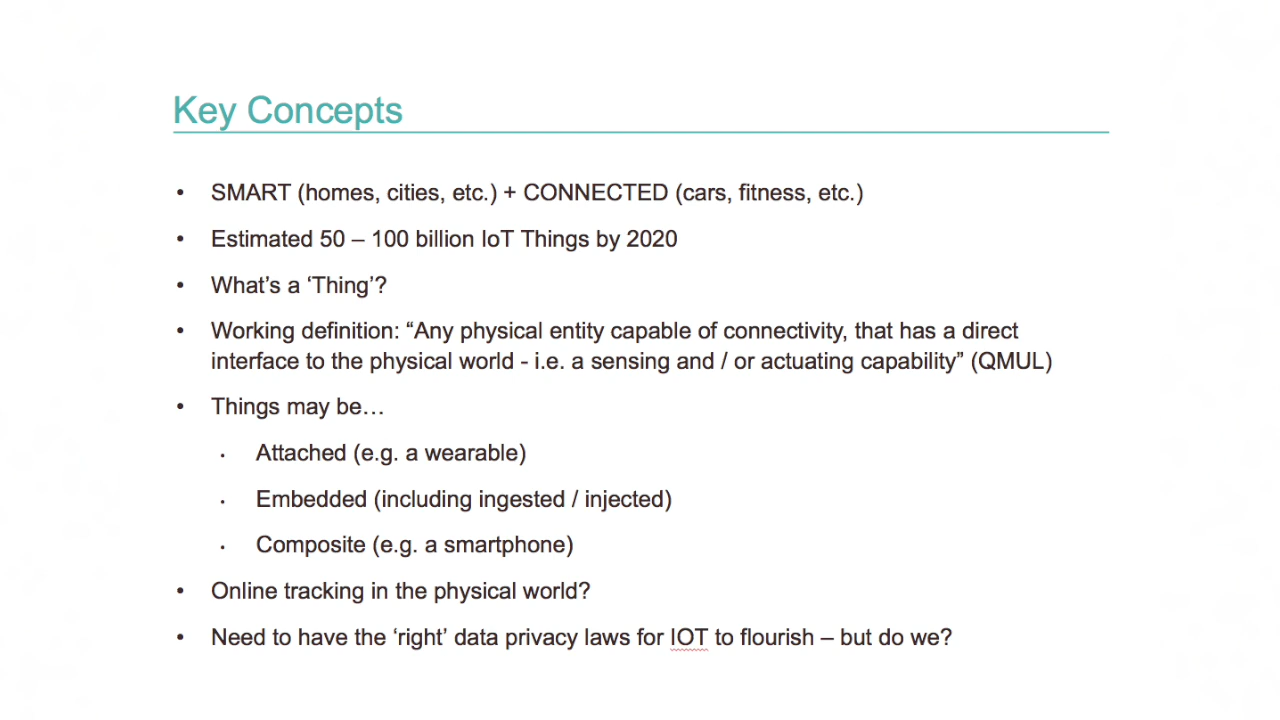 Key Concepts
• SMART (homes, cities, etc.) + CONNECTED (cars, fitness, etc.)
• Estimated 50 – 100 billion IoT Things by 2020
• What’s a ‘Thing’?
• Working definition: “Any physical entity capable of connectivity, that has a direct
interface to the physical world - i.e. a sensing and / or actuating capability” (QMUL)
• Things may be…
• Attached (e.g. a wearable)
• Embedded (including ingested / injected)
• Composite (e.g. a smartphone)
• Online tracking in the physical world?
• Need to have the ‘right’ data privacy laws for IOT to flourish – but do we?